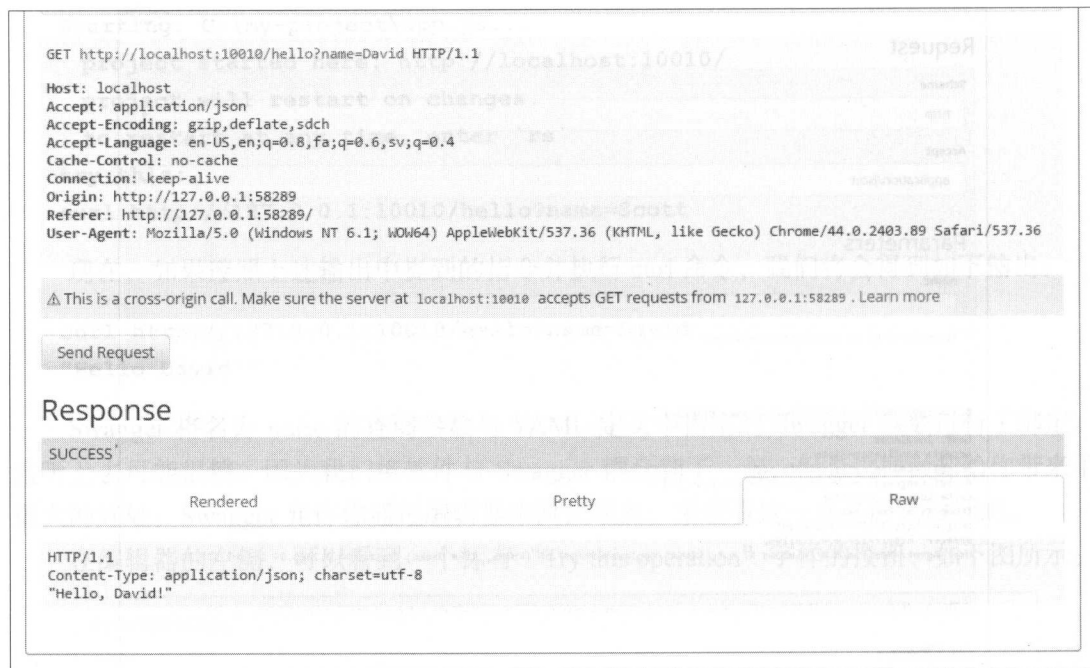 GET http://localhost:10010/hello?name=David HTTP/1.1
Host: localhost
Accept: application/json
Accept-Encoding: gzip,deflate,sdch
Accept-Language: en-US,en;q=0.8,fa;q=0.6,sv;q=0.4
Cache-Control: no-cache
Connection: keep-alive
Origin: http://127.0.0.1:58289
Referer: http://127.0.0.1:58289/
User-Agent: Mozilla/5.0 (Windows NT 6.1; WOW64) AppleWebKit/537.36 (KHTML, like Gecko) Chrome/44.0.2403.89 Safari/537.36
⚠ This is a cross-origin call. Make sure the server at localhost:10010 accepts GET requests from 127.0.0.1:58289. Learn more
Send Request
Response
SUCCESS
Rendered Pretty Raw
HTTP/1.1
Content-Type: application/json; charset=utf-8
"Hello, David!"